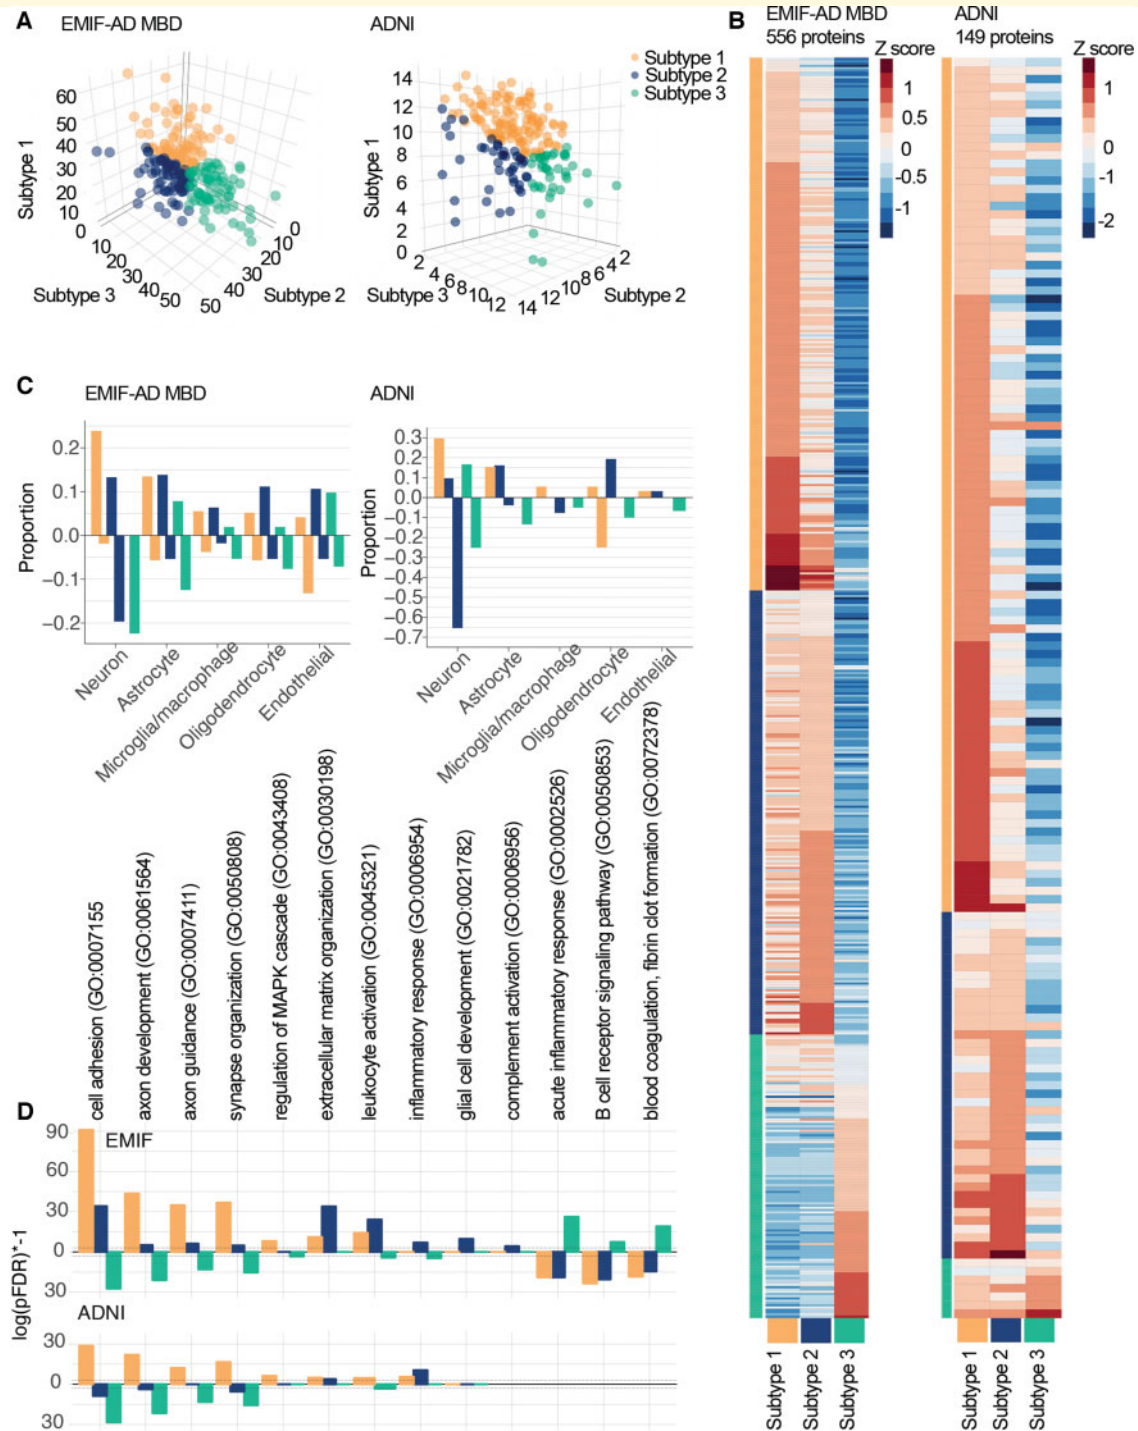 A
EMIF-AD MBD
ADNI
Subtype 1
Subtype 2
Subtype 3
60
50
40
30
20
10
0
Subtype 1
10
20
30
40
50
Subtype 3
50
40
30
20
10
0
Subtype 2
14
12
10
8
6
4
2
0
Subtype 1
2
4
6
8
10
12
Subtype 3
14
12
10
8
6
4
2
Subtype 2
B
EMIF-AD MBD
556 proteins
Z score
1
0.5
0
-0.5
-1
ADNI
149 proteins
Z score
1
0
-1
-2
Subtype 1
Subtype 2
Subtype 3
Subtype 1
Subtype 2
Subtype 3
C
EMIF-AD MBD
Proportion
0.2
0.1
0.0
−0.1
−0.2
Neuron
Astrocyte
Microglia/macrophage
Oligodendrocyte
Endothelial
ADNI
Proportion
0.3
0.1
0.1
0.0
−0.1
−0.2
−0.3
−0.4
−0.5
−0.6
−0.7
Neuron
Astrocyte
Microglia/macrophage
Oligodendrocyte
Endothelial
cell adhesion (GO:0007155
axon development (GO:0061564)
axon guidance (GO:0007411)
synapse organization (GO:0050808)
regulation of MAPK cascade (GO:0043408)
extracellular matrix organization (GO:0030198)
leukocyte activation (GO:0045321)
inflammatory response (GO:0006954)
glial cell development (GO:0021782)
complement activation (GO:0006956)
acute inflammatory response (GO:0002526)
B cell receptor signaling pathway (GO:0050853)
blood coagulation, fibrin clot formation (GO:0072378)
D
EMIF
90
60
30
0
30
log(pFDR)*-1
ADNI
30
0
30